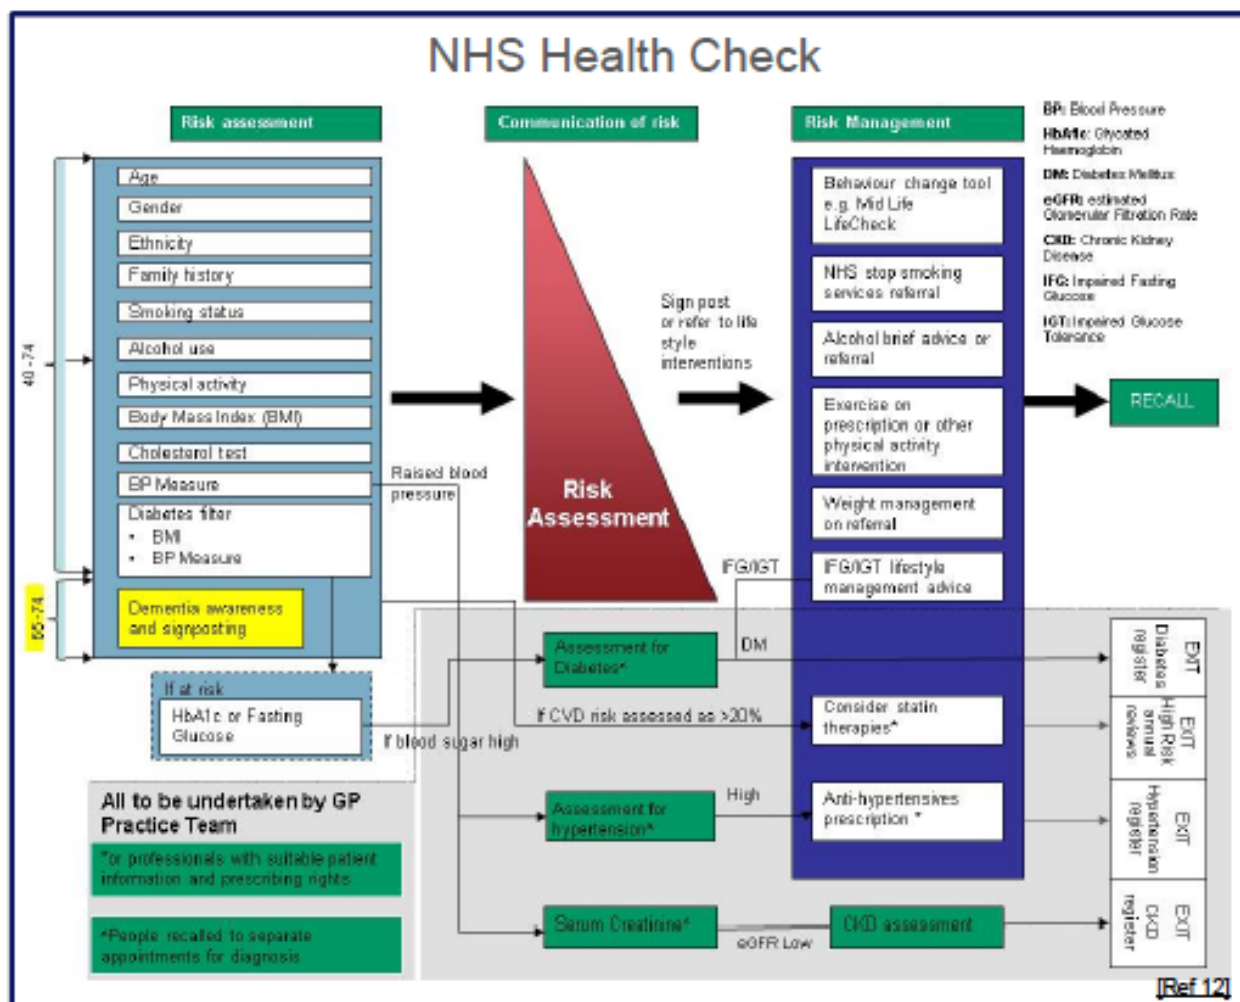 NHS Health Check
Risk assessment
Communication of risk
Risk Management
BP: Blood Pressure
HbA1c: Glycated
Haemoglobin
DM: Diabetes Mellitus
eGFR: estimated
Glomerular Filtration Rate
CKD: Chronic Kidney
Disease
IFG: Impaired Fasting
Glucose
IGT: Impaired Glucose
Tolerance
40-74
65-74
Age
Gender
Ethnicity
Family history
Smoking status
Alcohol use
Physical activity
Body Mass Index (BMI)
Cholesterol test
BP Measure
Diabetes filter
• BMI
• BP Measure
Dementia awareness
and signposting
If at risk
HbA1c or Fasting
Glucose
Raised blood
pressure
Risk
Assessment
Sign post
or refer to life
style
interventions
Behaviour change tool
e.g. Mid Life
LifeCheck
NHS stop smoking
services referral
Alcohol brief advice or
referral
Exercise on
prescription or other
physical activity
intervention
Weight management
on referral
IFG/IGT lifestyle
management advice
RECALL
IFG/IGT
Assessment for
Diabetes^
DM
If CVD risk assessed as >20%
If blood sugar high
Consider statin
therapies*
Assessment for
hypertension^
High
Anti-hypertensives
prescription *
Serum Creatinine^
eGFR Low
CKD assessment
EXIT
Diabetes
register
EXIT
High Risk
annual
reviews
EXIT
Hypertension
register
EXIT
CKD
register
All to be undertaken by GP
Practice Team
*or professionals with suitable patient
information and prescribing rights
^People recalled to separate
appointments for diagnosis
[Ref 12]